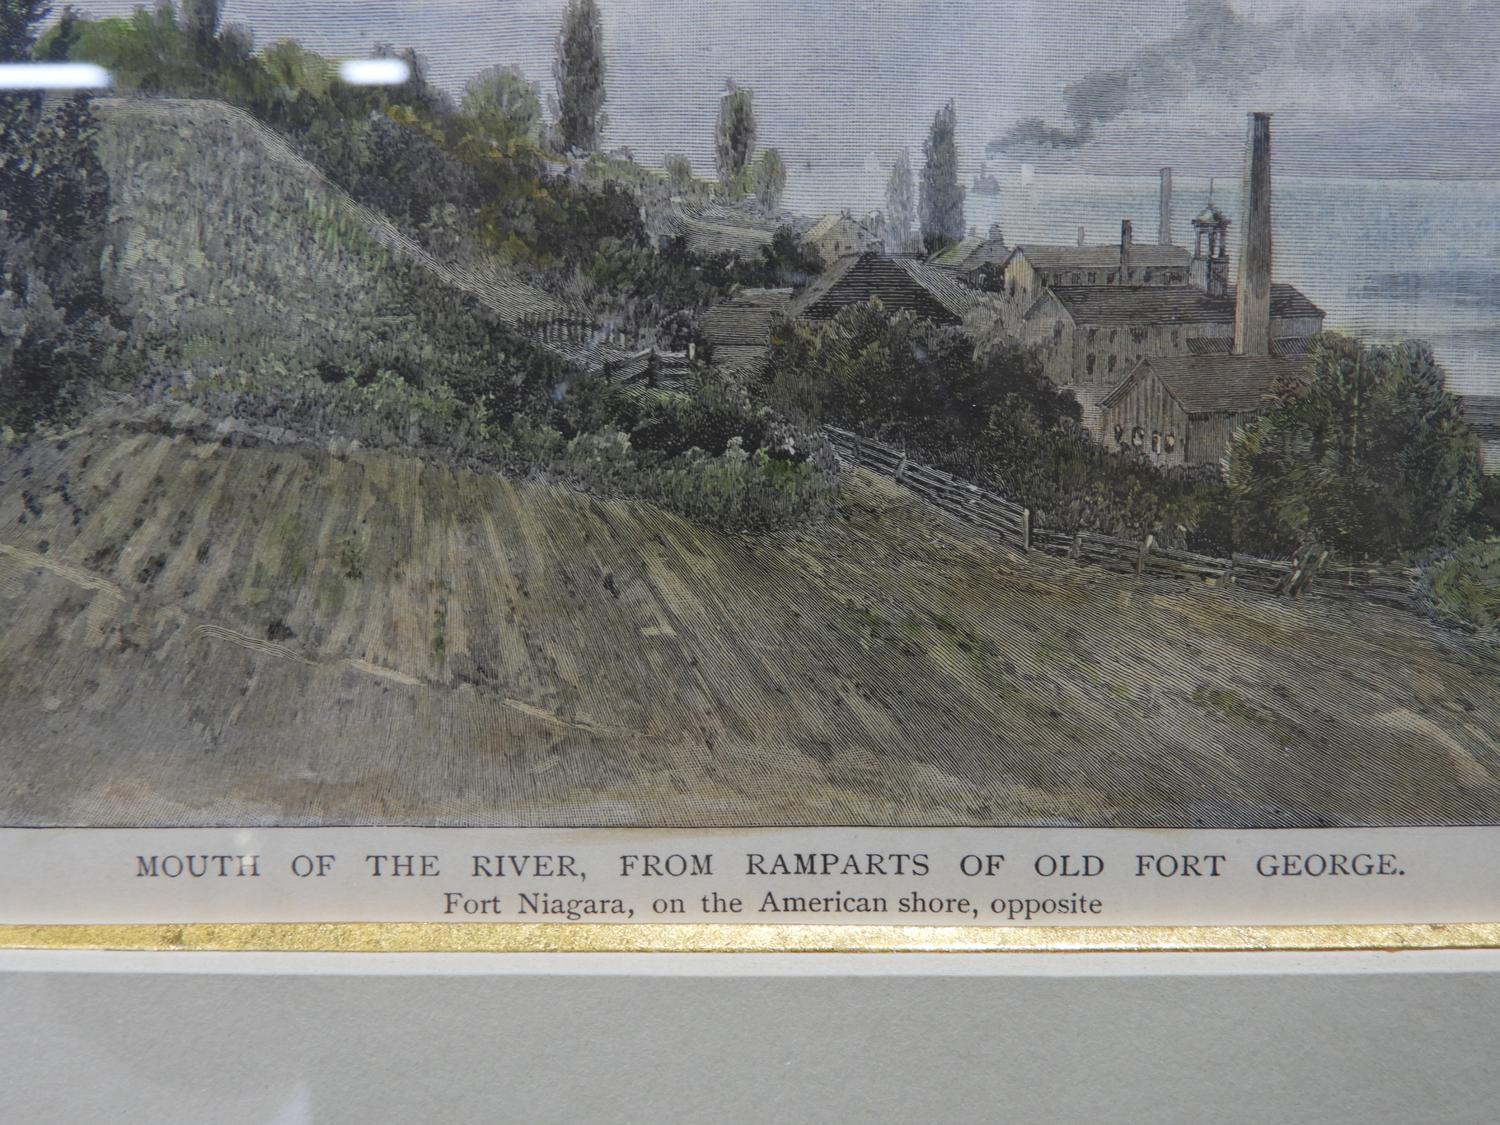 MOUTH OF THE RIVER, FROM RAMPARTS OF OLD FORT GEORGE.
Fort Niagara, on the American shore, opposite